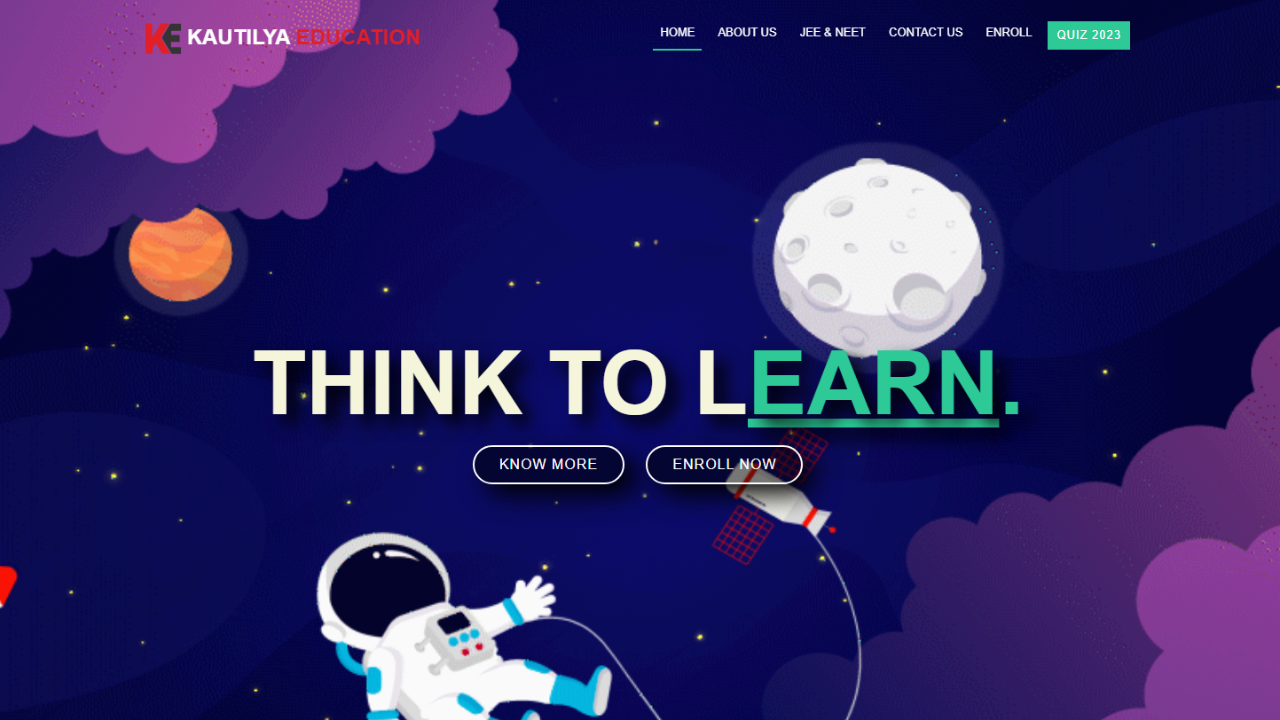 KE KAUTILYA EDUCATION
HOME ABOUT US JEE & NEET CONTACT US ENROLL QUIZ 2023
THINK TO LEARN.
KNOW MORE ENROLL NOW